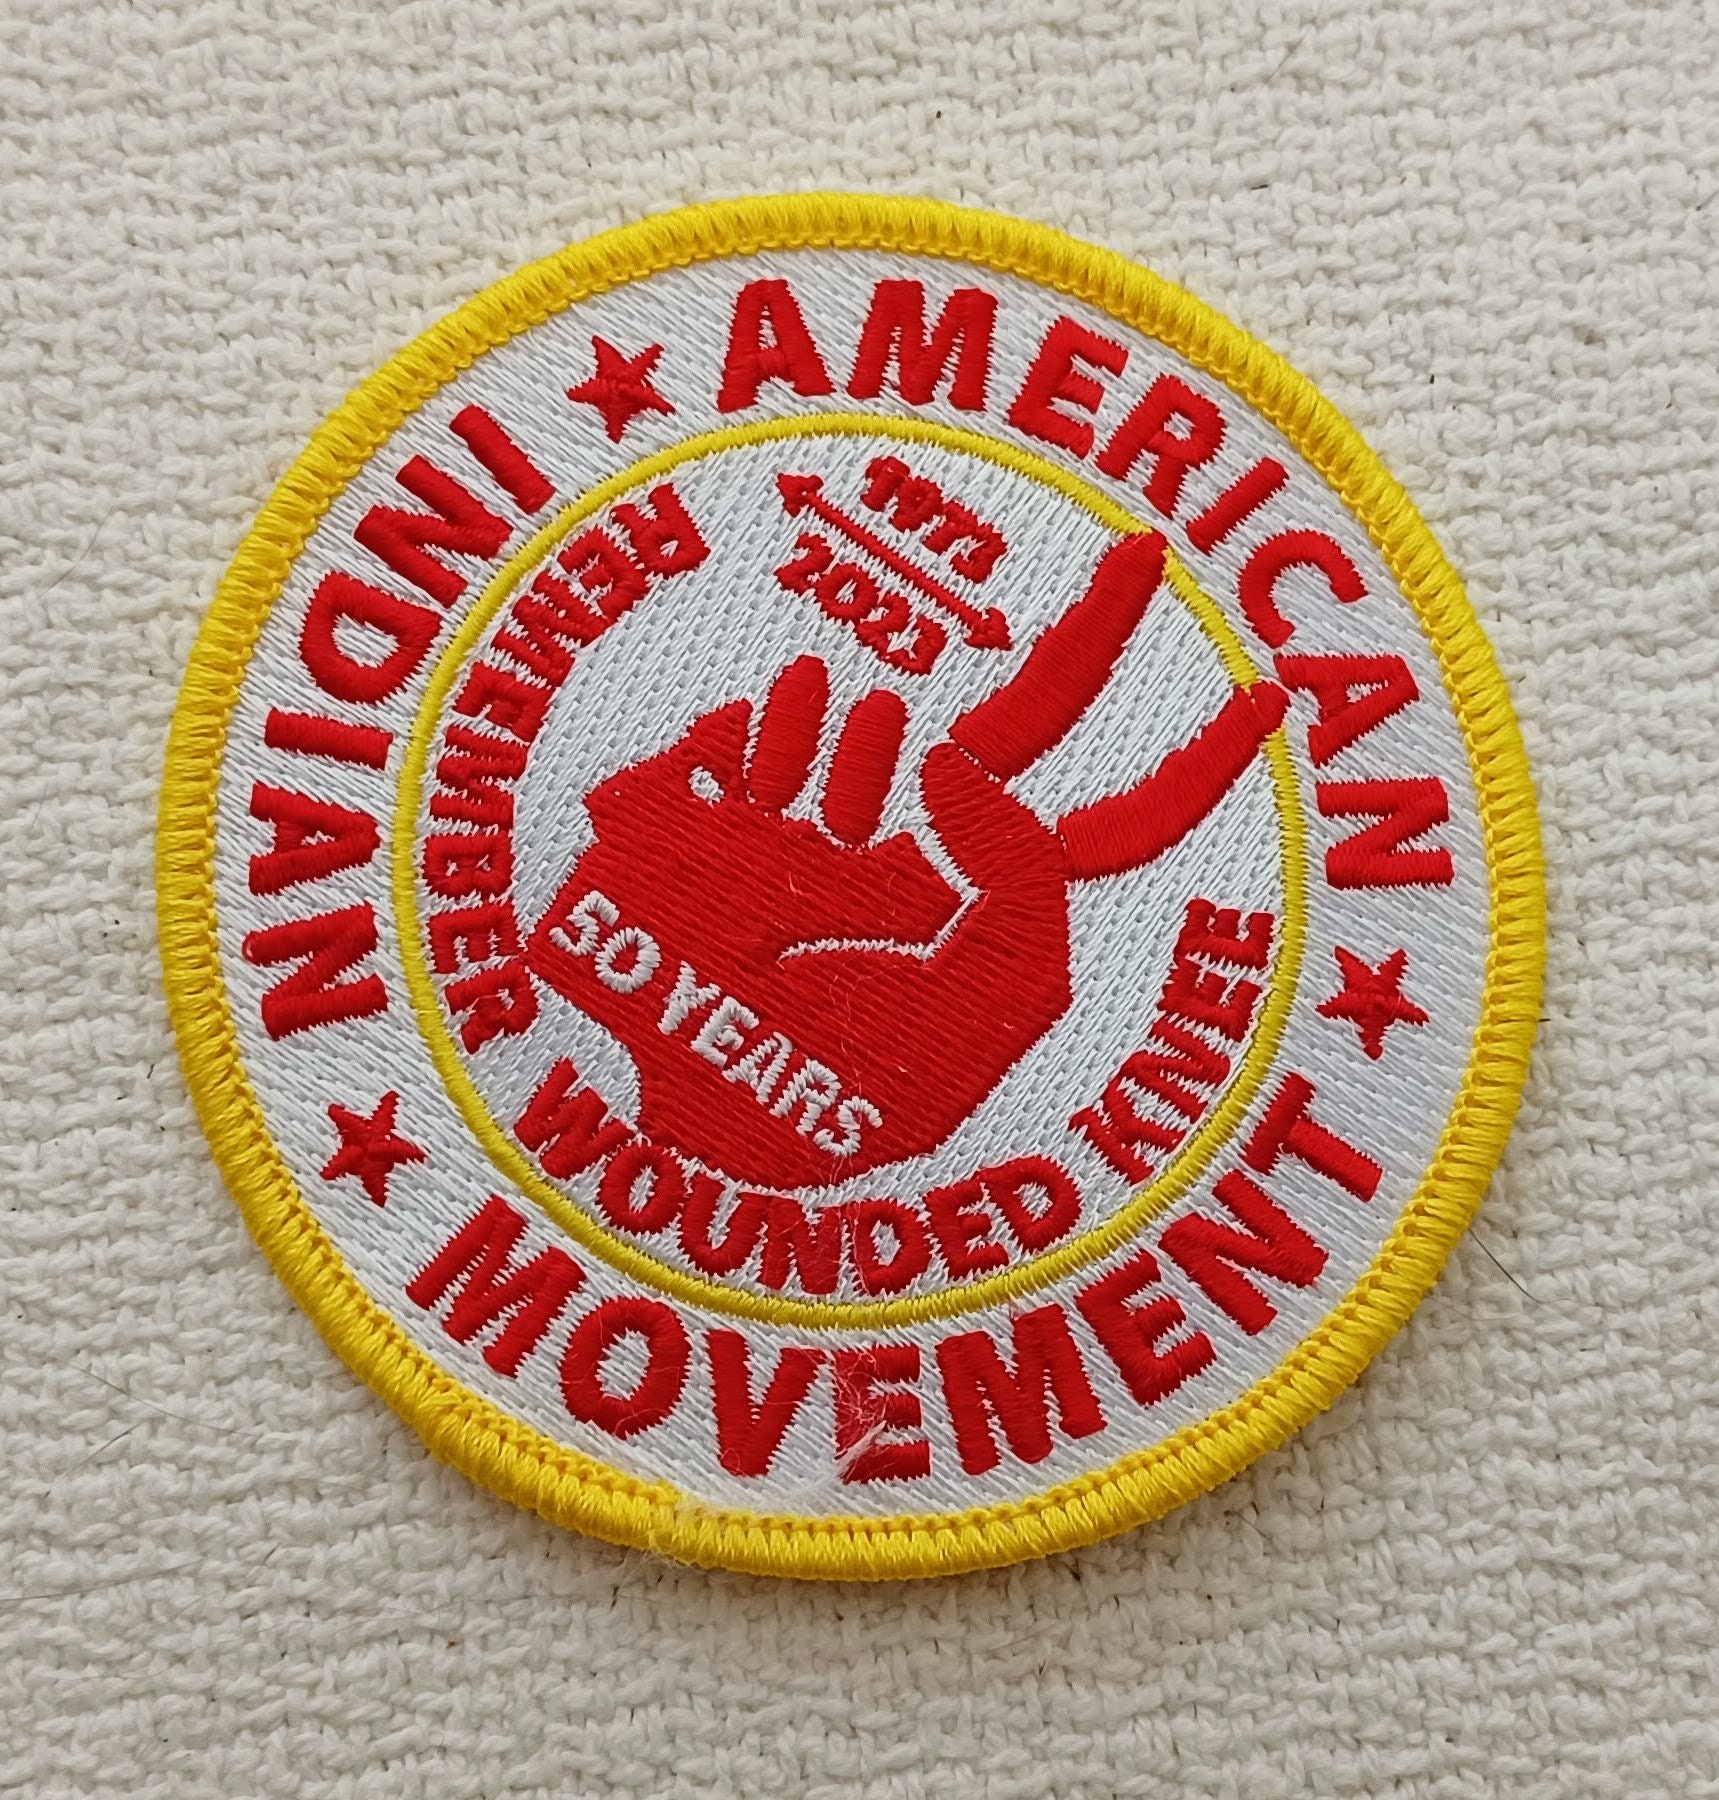 AMERICAN
INDIAN
MOVEMENT
1973
2023
REMEMBER WOUNDED KNEE
50 YEARS